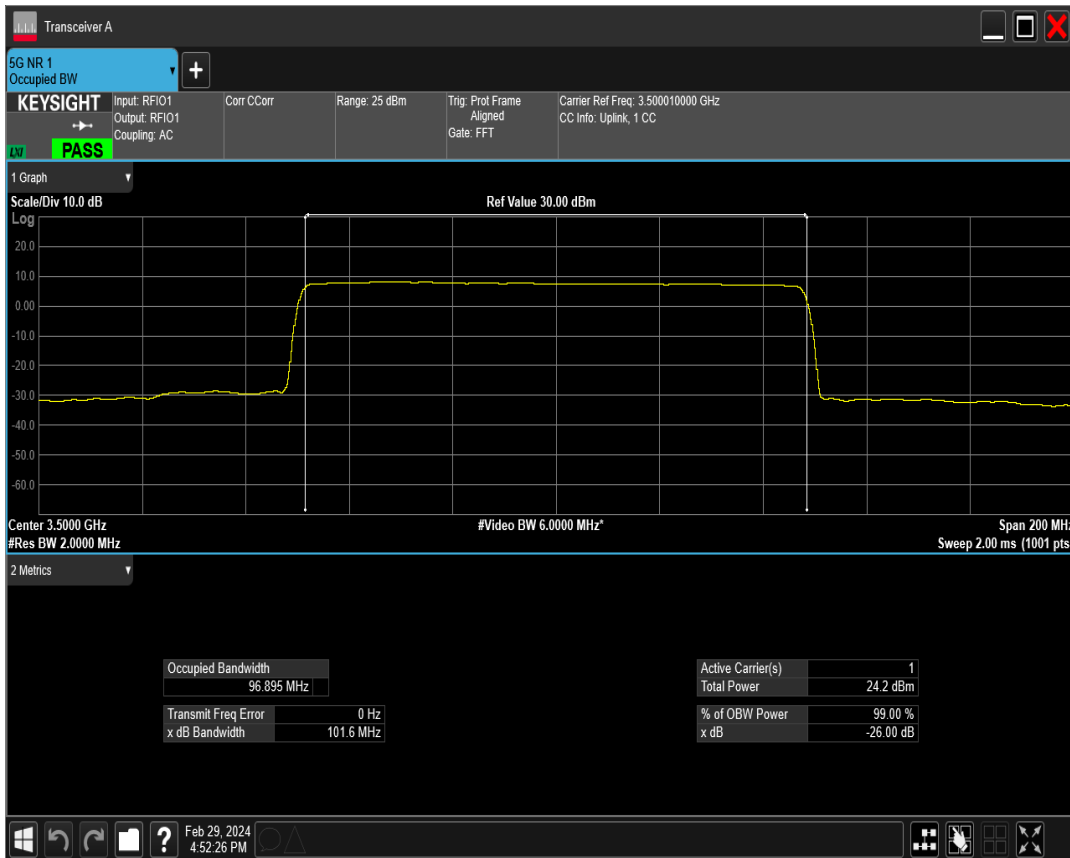 Transceiver A
5G NR 1
Occupied BW
+
KEYSIGHT
LXI
PASS
Input: RFIO1
Output: RFIO1
Coupling: AC
Corr CCorr
Range: 25 dBm
Trig: Prot Frame
Aligned
Gate: FFT
Carrier Ref Freq: 3.500010000 GHz
CC Info: Uplink, 1 CC
1 Graph
Scale/Div 10.0 dB
Ref Value 30.00 dBm
Log
20.0
10.0
0.00
-10.0
-20.0
-30.0
-40.0
-50.0
-60.0
Center 3.5000 GHz
#Video BW 6.0000 MHz*
Span 200 MHz
#Res BW 2.0000 MHz
Sweep 2.00 ms (1001 pts
2 Metrics
Occupied Bandwidth
96.895 MHz
Transmit Freq Error 0 Hz
x dB Bandwidth 101.6 MHz
Active Carrier(s) 1
Total Power 24.2 dBm
% of OBW Power 99.00 %
x dB -26.00 dB
?
Feb 29, 2024
4:52:26 PM